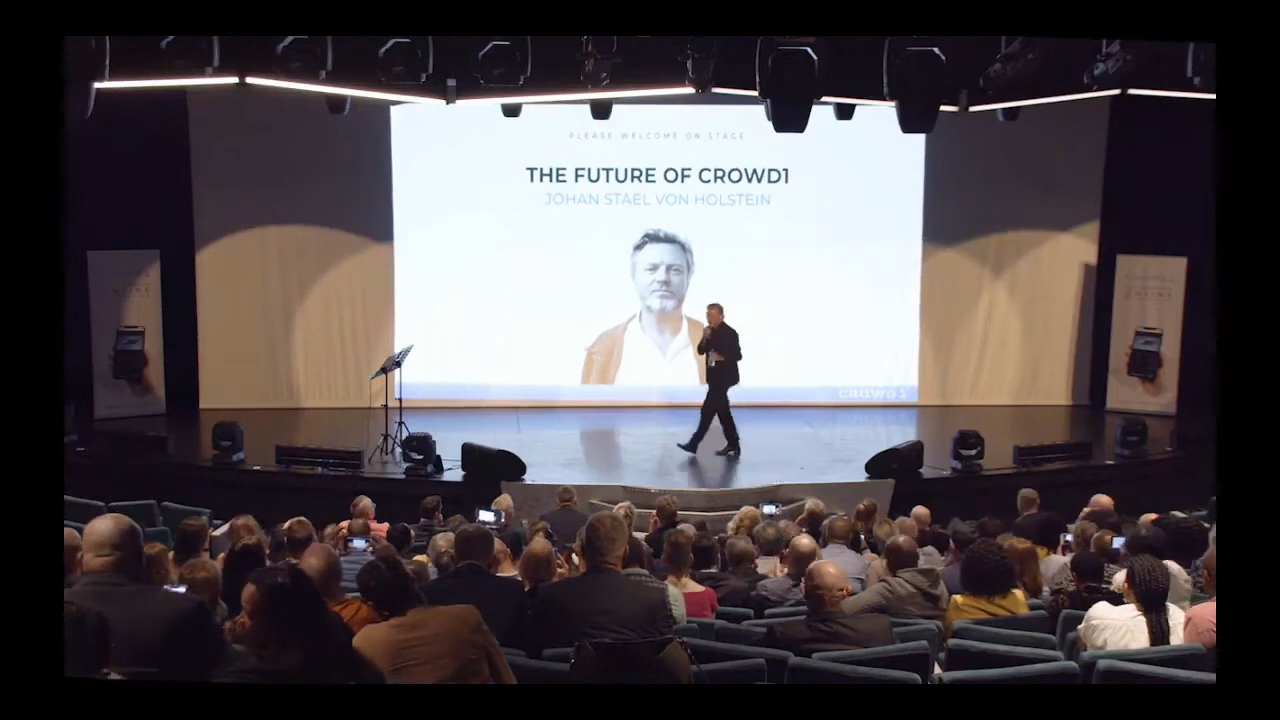 PLEASE WELCOME ON STAGE
THE FUTURE OF CROWD1
JOHAN STAEL VON HOLSTEIN
crowd1